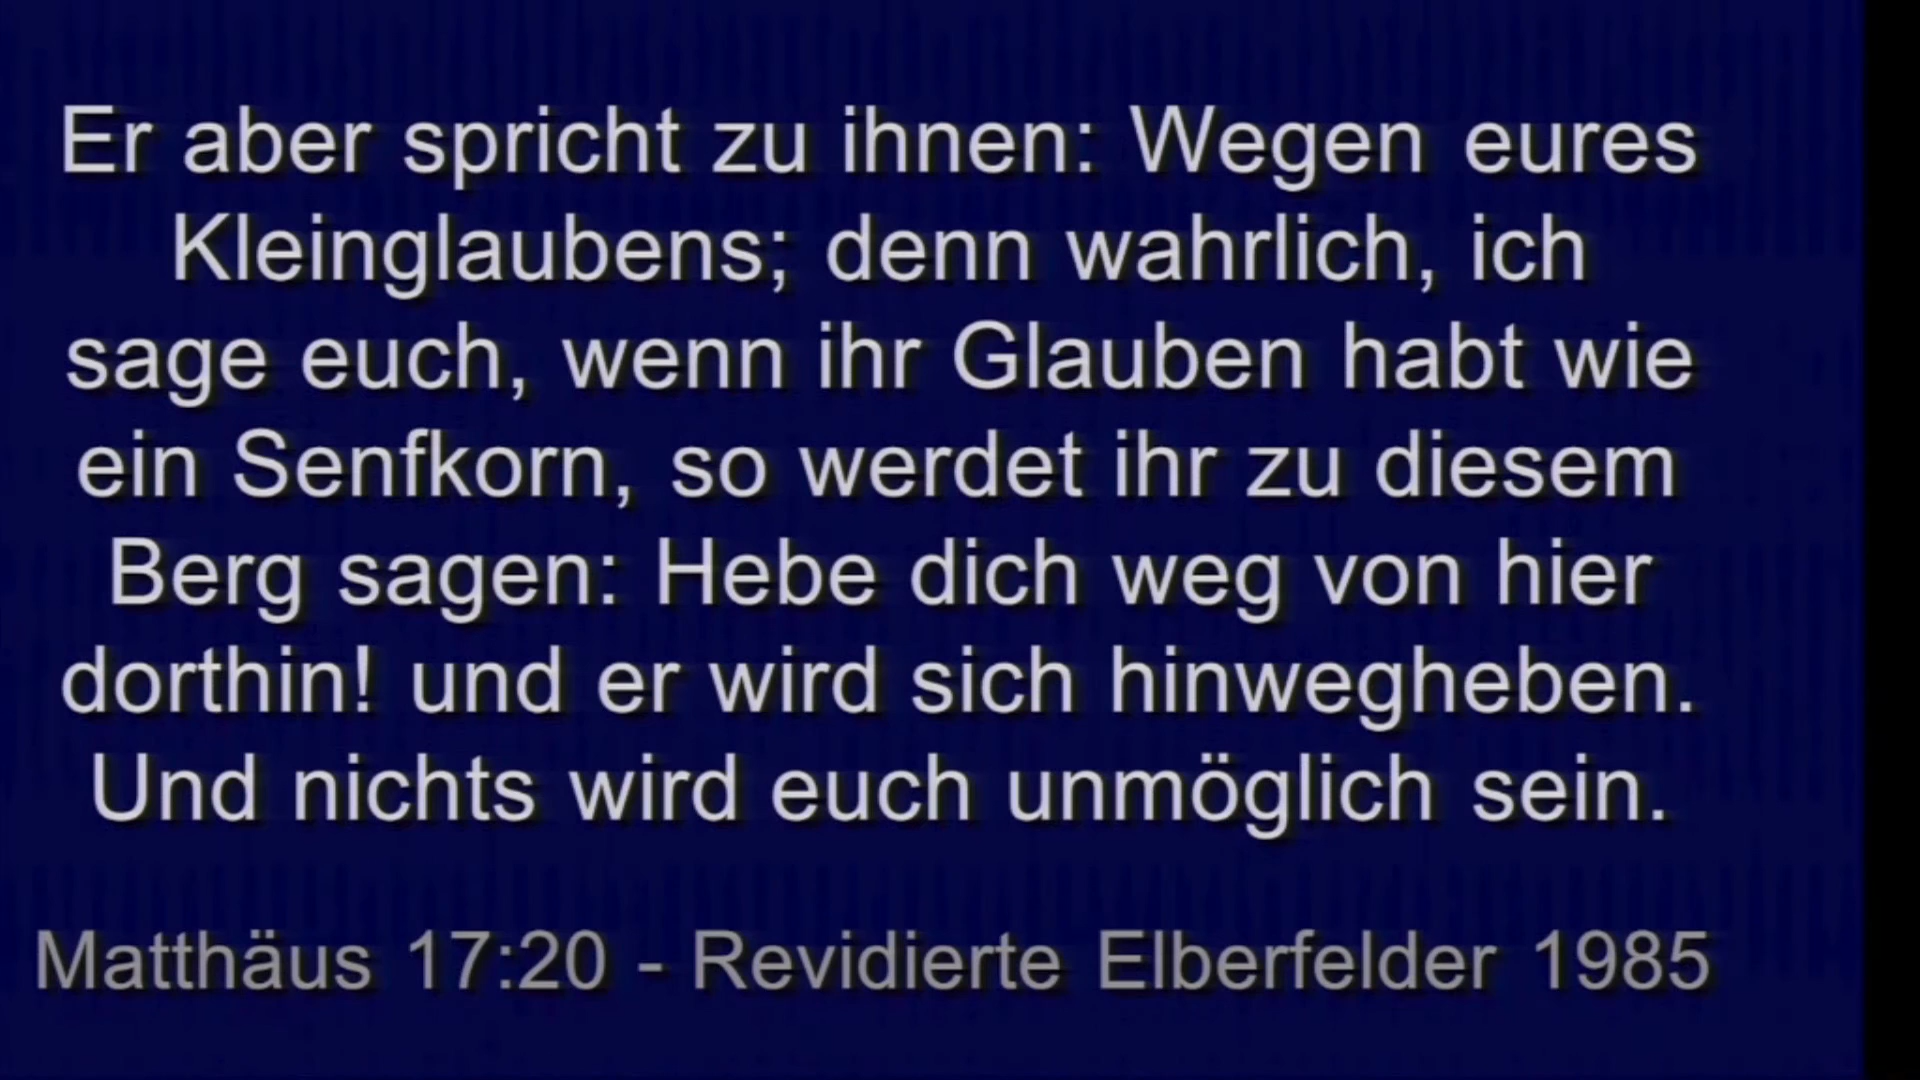 Er aber spricht zu ihnen: Wegen eures
Kleinglaubens; denn wahrlich, ich
sage euch, wenn ihr Glauben habt wie
ein Senfkorn, so werdet ihr zu diesem
Berg sagen: Hebe dich weg von hier
dorthin! und er wird sich hinwegheben.
Und nichts wird euch unmöglich sein.
Matthäus 17:20 - Revidierte Elberfelder 1985